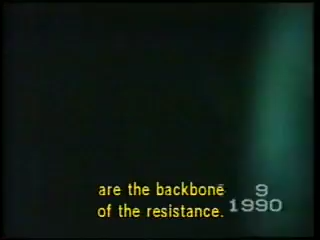 are the backbone
of the resistance.
9
1990